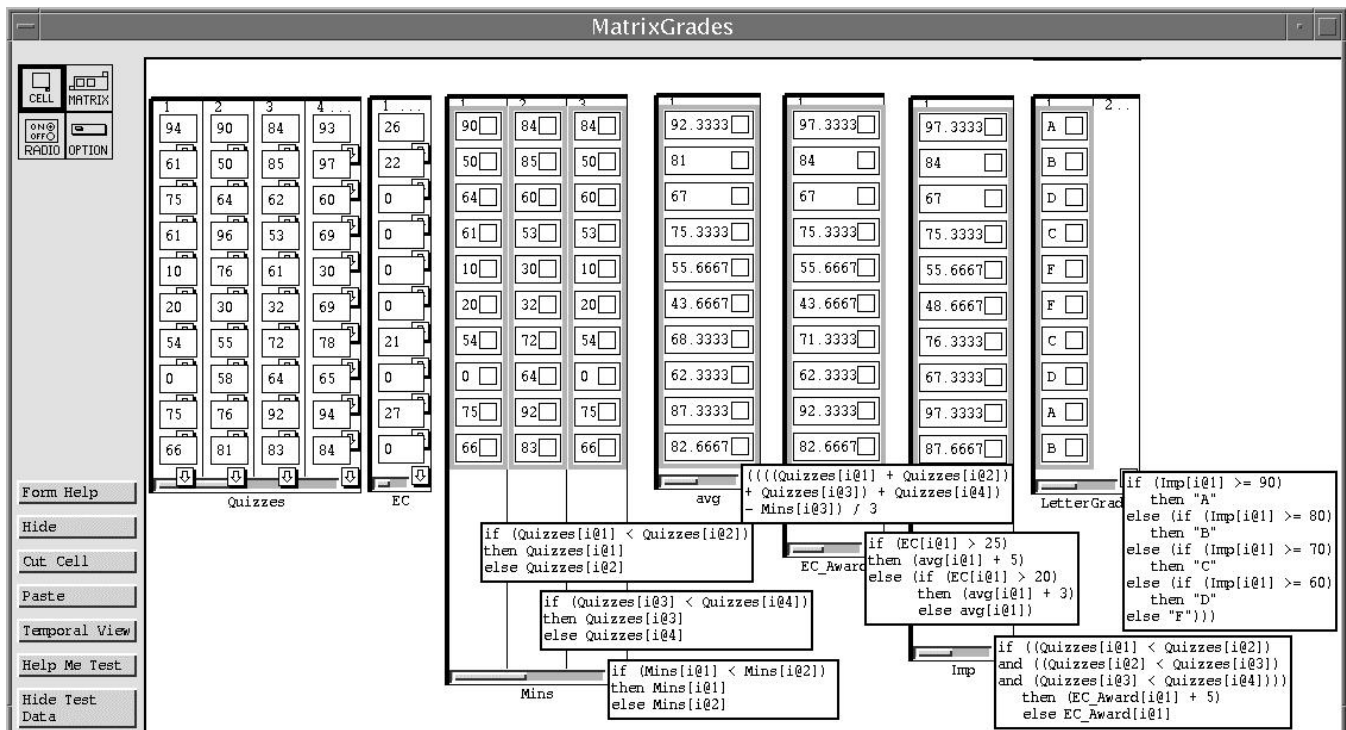 MatrixGrades
CELL MATRIX
ON
OFF
RADIO OPTION
1 2 3 4 ... 1 ... 1 2 3 1 1 1 1 2...
94 90 84 93 26 90 84 84 92.3333 97.3333 97.3333 A
61 50 85 97 22 50 85 50 81 84 84 B
75 64 62 60 0 64 60 60 67 67 67 D
61 96 53 69 0 61 53 53 75.3333 75.3333 75.3333 C
10 76 61 30 0 10 30 10 55.6667 55.6667 55.6667 F
20 30 32 69 0 20 32 20 43.6667 43.6667 48.6667 F
54 55 72 78 21 54 72 54 68.3333 71.3333 76.3333 C
0 58 64 65 0 0 64 0 62.3333 62.3333 67.3333 D
75 76 92 94 27 75 92 75 87.3333 92.3333 97.3333 A
66 81 83 84 0 66 83 66 82.6667 82.6667 87.6667 B
Quizzes EC avg EC_Award LetterGrad
Mins Imp
Form Help
Hide
Cut Cell
Paste
Temporal View
Help Me Test
Hide Test
Data
if (Quizzes[i@1] < Quizzes[i@2])
then Quizzes[i@1]
else Quizzes[i@2]
if (Quizzes[i@3] < Quizzes[i@4])
then Quizzes[i@3]
else Quizzes[i@4]
if (Mins[i@1] < Mins[i@2])
then Mins[i@1]
else Mins[i@2]
((((Quizzes[i@1] + Quizzes[i@2])
+ Quizzes[i@3]) + Quizzes[i@4])
- Mins[i@3]) / 3
if (EC[i@1] > 25)
then (avg[i@1] + 5)
else (if (EC[i@1] > 20)
then (avg[i@1] + 3)
else avg[i@1])
if ((Quizzes[i@1] < Quizzes[i@2])
and ((Quizzes[i@2] < Quizzes[i@3])
and (Quizzes[i@3] < Quizzes[i@4])))
then (EC_Award[i@1] + 5)
else EC_Award[i@1]
if (Imp[i@1] >= 90)
then "A"
else (if (Imp[i@1] >= 80)
then "B"
else (if (Imp[i@1] >= 70)
then "C"
else (if (Imp[i@1] >= 60)
then "D"
else "F")))